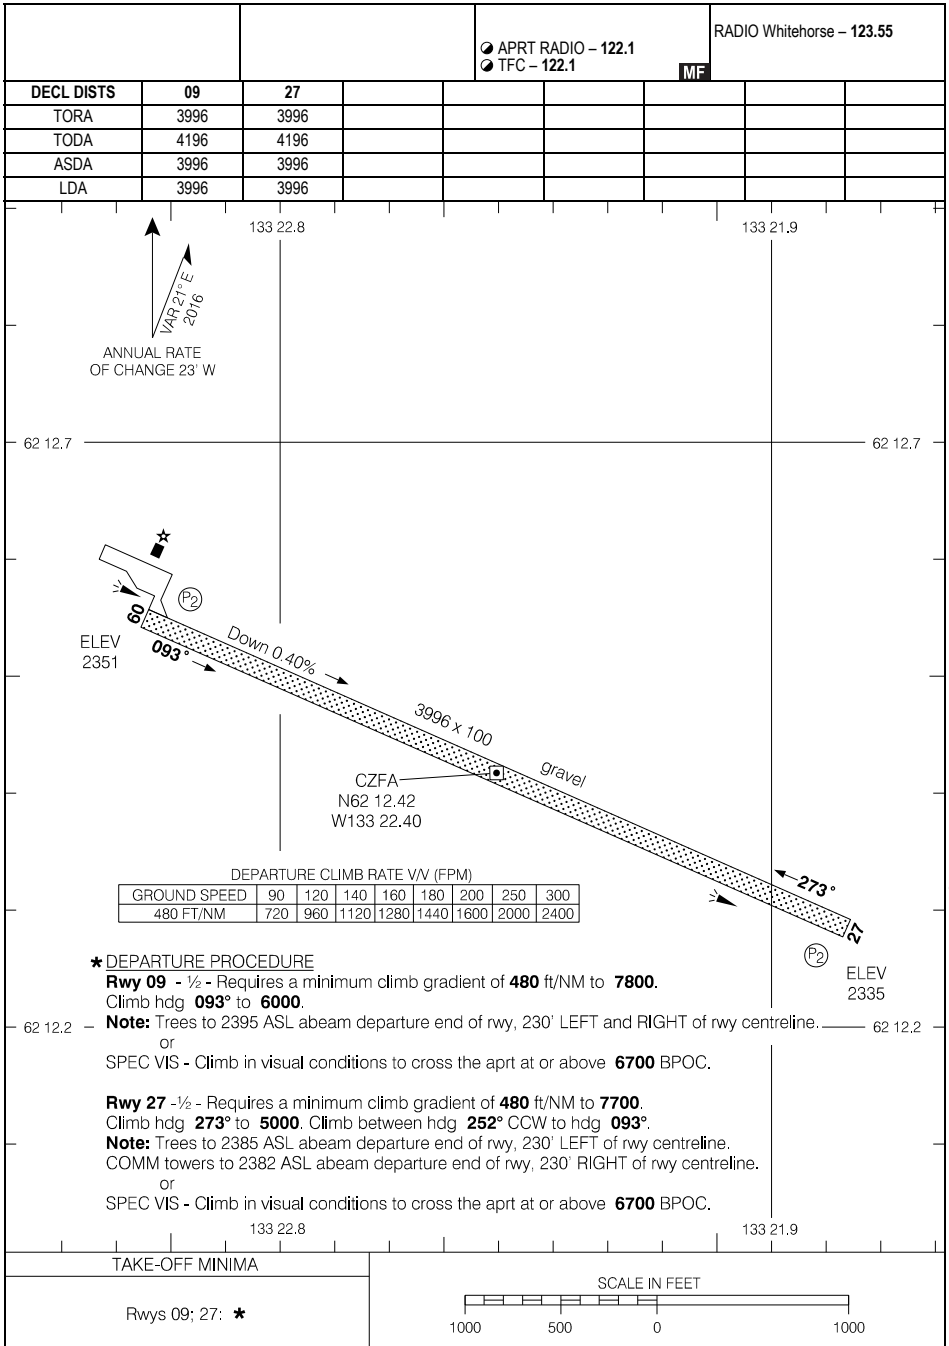 APRT RADIO – 122.1
TFC – 122.1
MF
RADIO Whitehorse – 123.55
DECL DISTS 09 27
TORA 3996 3996
TODA 4196 4196
ASDA 3996 3996
LDA 3996 3996
133 22.8 133 21.9
VAR 21° E
2016
ANNUAL RATE
OF CHANGE 23' W
62 12.7 62 12.7
P2
09
ELEV
2351
093°
Down 0.40%
3996 x 100
gravel
CZFA
N62 12.42
W133 22.40
273°
27
P2
ELEV
2335
DEPARTURE CLIMB RATE V/V (FPM)
GROUND SPEED 90 120 140 160 180 200 250 300
480 FT/NM 720 960 1120 1280 1440 1600 2000 2400
* DEPARTURE PROCEDURE
Rwy 09 - ½ - Requires a minimum climb gradient of 480 ft/NM to 7800.
Climb hdg 093° to 6000.
62 12.2 Note: Trees to 2395 ASL abeam departure end of rwy, 230' LEFT and RIGHT of rwy centreline. 62 12.2
or
SPEC VIS - Climb in visual conditions to cross the aprt at or above 6700 BPOC.
Rwy 27 -½ - Requires a minimum climb gradient of 480 ft/NM to 7700.
Climb hdg 273° to 5000. Climb between hdg 252° CCW to hdg 093°.
Note: Trees to 2385 ASL abeam departure end of rwy, 230' LEFT of rwy centreline.
COMM towers to 2382 ASL abeam departure end of rwy, 230' RIGHT of rwy centreline.
or
SPEC VIS - Climb in visual conditions to cross the aprt at or above 6700 BPOC.
133 22.8 133 21.9
TAKE-OFF MINIMA
Rwys 09; 27: *
SCALE IN FEET
1000 500 0 1000